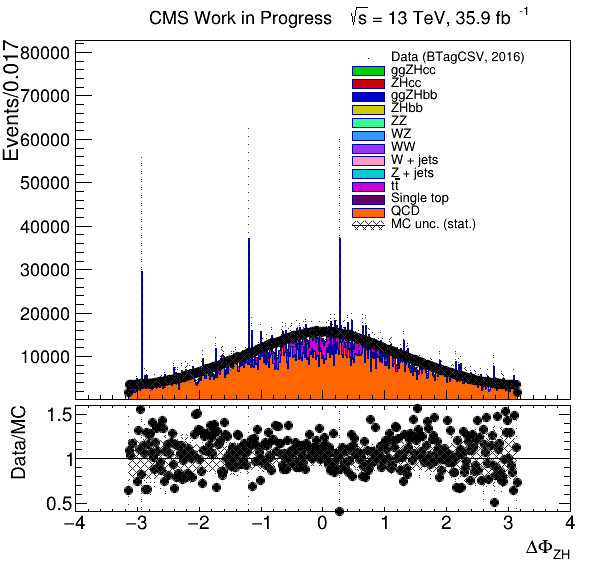 CMS Work in Progress √s = 13 TeV, 35.9 fb -1
Events/0.017
80000
70000
60000
50000
40000
30000
20000
10000
Data (BTagCSV, 2016)
ggZHcc
ZHcc
ggZHbb
ZHbb
ZZ
WZ
WW
W + jets
Z + jets
tt̅
Single top
QCD
MC unc. (stat.)
Data/MC
1.5
1
0.5
−4 −3 −2 −1 0 1 2 3 4
ΔΦZH